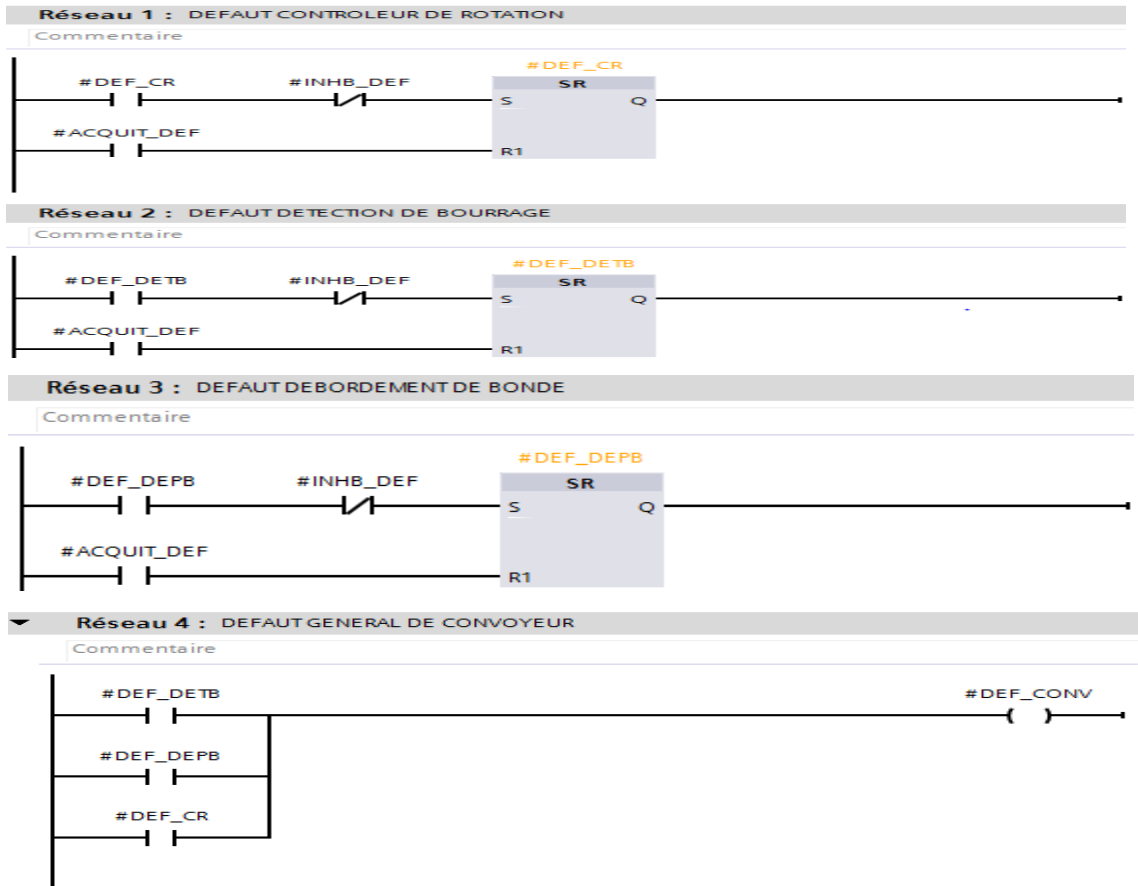 Réseau 1 : DEFAUT CONTROLEUR DE ROTATION
Commentaire
#DEF_CR
#DEF_CR #INHB_DEF SR
S Q
#ACQUIT_DEF
R1
Réseau 2 : DEFAUT DETECTION DE BOURRAGE
Commentaire
#DEF_DETB
#DEF_DETB #INHB_DEF SR
S Q
#ACQUIT_DEF
R1
Réseau 3 : DEFAUT DEBORDEMENT DE BONDE
Commentaire
#DEF_DEPB
#DEF_DEPB #INHB_DEF SR
S Q
#ACQUIT_DEF
R1
Réseau 4 : DEFAUT GENERAL DE CONVOYEUR
Commentaire
#DEF_DETB #DEF_CONV
#DEF_DEPB
#DEF_CR